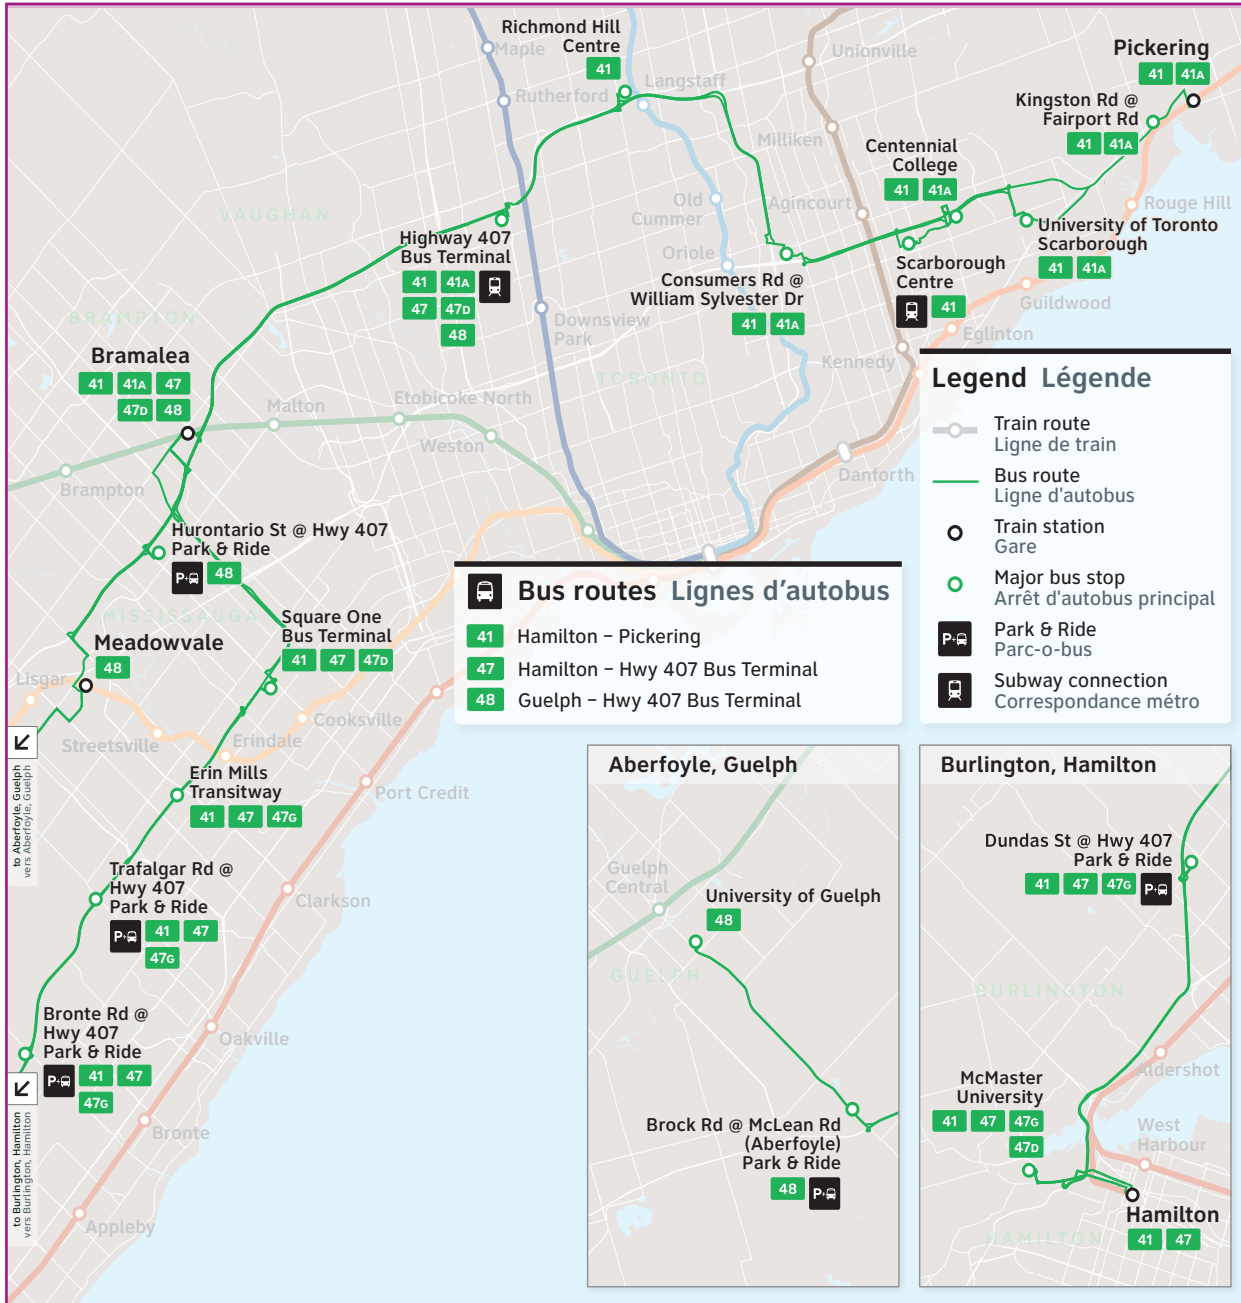 Richmond Hill
Centre
41
Maple
Rutherford
Langstaff
Unionville
Pickering
41 41A
Kingston Rd @
Fairport Rd
41 41A
Milliken
Centennial
College
41 41A
Old
Cummer
Agincourt
Rouge Hill
VAUGHAN
Highway 407
Bus Terminal
41 41A
47 47D
48
Oriole
Consumers Rd @
William Sylvester Dr
41 41A
University of Toronto
Scarborough
41 41A
Scarborough
Centre
41
Guildwood
Eglinton
BRAMPTON
Bramalea
41 41A 47
47D 48
Downsview
Park
Kennedy
TORONTO
Malton
Etobicoke North
Weston
Brampton
Danforth
Legend Légende
Train route
Ligne de train
Bus route
Ligne d'autobus
Train station
Gare
Major bus stop
Arrêt d'autobus principal
P+
Park & Ride
Parc-o-bus
Subway connection
Correspondance métro
Hurontario St @ Hwy 407
Park & Ride
P+ 48
MISSISSAUGA
Bus routes Lignes d’autobus
41 Hamilton – Pickering
47 Hamilton – Hwy 407 Bus Terminal
48 Guelph – Hwy 407 Bus Terminal
Square One
Bus Terminal
41 47 47D
Meadowvale
48
Lisgar
Streetsville
Erindale
Cooksville
to Aberfoyle, Guelph
vers Aberfoyle, Guelph
Erin Mills
Transitway
41 47 47G
Port Credit
Trafalgar Rd @
Hwy 407
Park & Ride
P+ 41 47
47G
Clarkson
Bronte Rd @
Hwy 407
Park & Ride
P+ 41 47
47G
Oakville
Bronte
Appleby
to Burlington, Hamilton
vers Burlington, Hamilton
Aberfoyle, Guelph
Guelph
Central
University of Guelph
48
GUELPH
Brock Rd @ McLean Rd
(Aberfoyle)
Park & Ride
48 P+
Burlington, Hamilton
Dundas St @ Hwy 407
Park & Ride
41 47 47G P+
BURLINGTON
Aldershot
McMaster
University
41 47 47G
47D
West
Harbour
Hamilton
41 47
HAMILTON